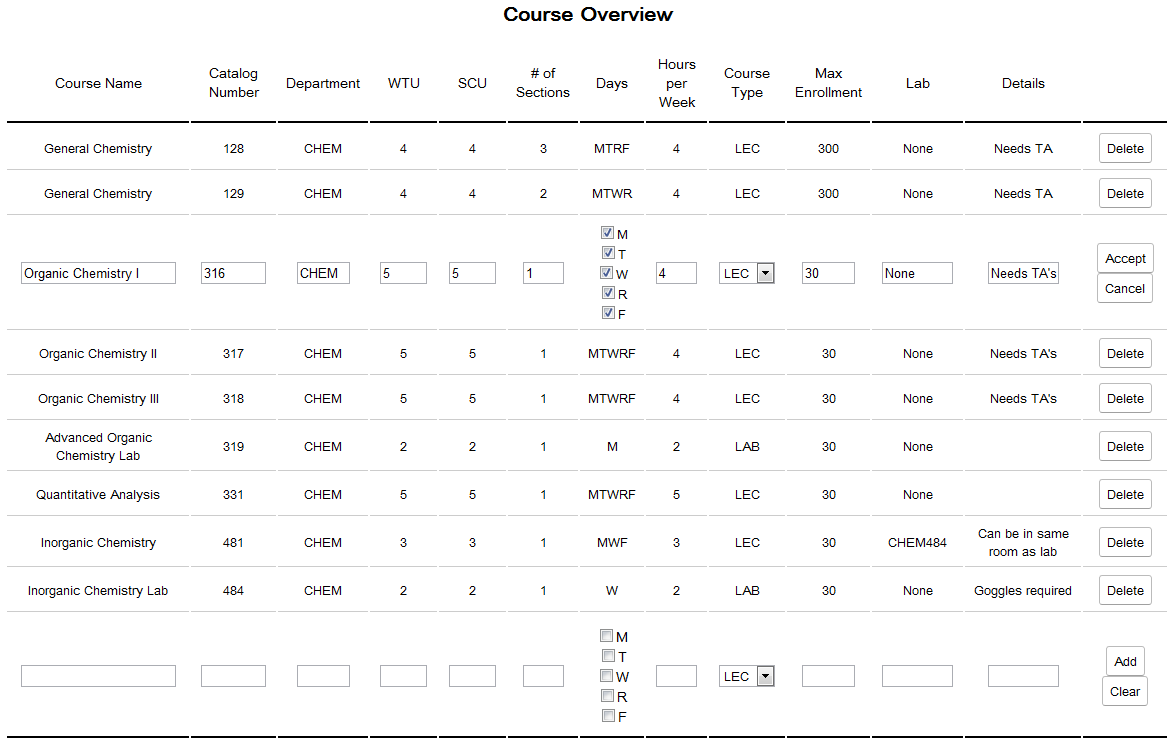 Course Overview
Course Name Catalog Number Department WTU SCU # of Sections Days Hours per Week Course Type Max Enrollment Lab Details
General Chemistry 128 CHEM 4 4 3 MTRF 4 LEC 300 None Needs TA Delete
General Chemistry 129 CHEM 4 4 2 MTWR 4 LEC 300 None Needs TA Delete
Organic Chemistry I 316 CHEM 5 5 1 M T W R F 4 LEC 30 None Needs TA's Accept Cancel
Organic Chemistry II 317 CHEM 5 5 1 MTWRF 4 LEC 30 None Needs TA's Delete
Organic Chemistry III 318 CHEM 5 5 1 MTWRF 4 LEC 30 None Needs TA's Delete
Advanced Organic Chemistry Lab 319 CHEM 2 2 1 M 2 LAB 30 None Delete
Quantitative Analysis 331 CHEM 5 5 1 MTWRF 5 LEC 30 None Delete
Inorganic Chemistry 481 CHEM 3 3 1 MWF 3 LEC 30 CHEM484 Can be in same room as lab Delete
Inorganic Chemistry Lab 484 CHEM 2 2 1 W 2 LAB 30 None Goggles required Delete
M T W R F LEC Add Clear